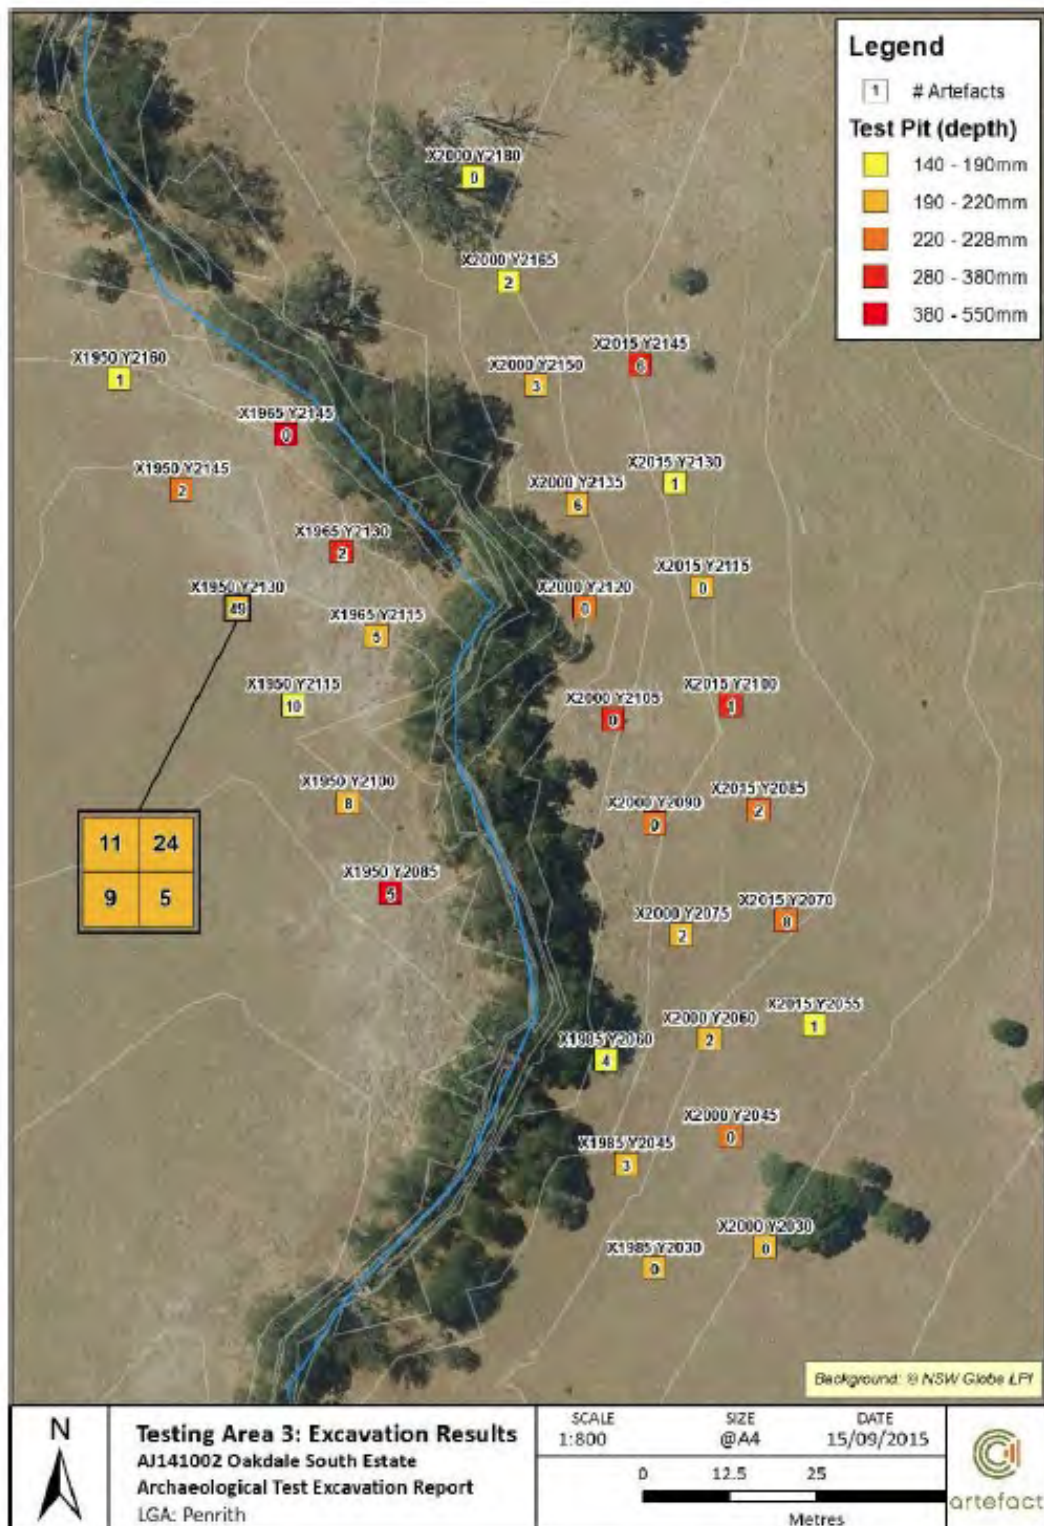 Legend
1 # Artefacts
Test Pit (depth)
140 - 190mm
190 - 220mm
220 - 228mm
280 - 380mm
380 - 550mm
X2000 Y2180
0
X2000 Y2165
2
X2015 Y2145
6
X2000 Y2150
3
X1950 Y2160
1
X1965 Y2145
0
X1950 Y2145
2
X2015 Y2130
1
X2000 Y2135
6
X1965 Y2130
2
X2015 Y2115
0
X1950 Y2130
49
X2000 Y2120
0
X1965 Y2115
5
X1950 Y2115
10
X2015 Y2100
1
X2000 Y2105
0
X1950 Y2100
8
X2015 Y2085
2
X2000 Y2090
0
11 24
9 5
X1950 Y2085
5
X2015 Y2070
8
X2000 Y2075
2
X2015 Y2055
1
X2000 Y2060
2
X1985 Y2060
4
X2000 Y2045
0
X1985 Y2045
3
X2000 Y2030
0
X1985 Y2030
0
Background: © NSW Globe LPI
N
Testing Area 3: Excavation Results
AJ141002 Oakdale South Estate
Archaeological Test Excavation Report
LGA: Penrith
SCALE SIZE DATE
1:800 @A4 15/09/2015
0 12.5 25
Metres
artefact